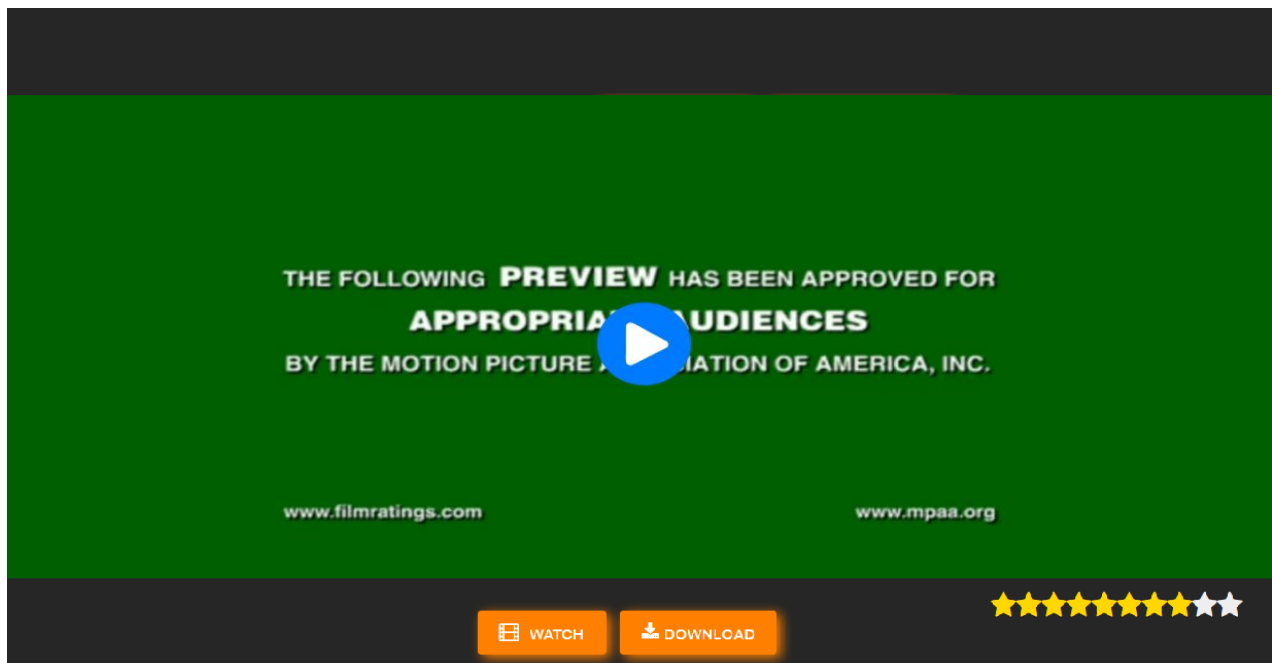 THE FOLLOWING PREVIEW HAS BEEN APPROVED FOR
AUDIENCES
BY THE MOTION PICTURE OF AMERICA, INC.
www.filmratings.com www.mpaa.org
WATCH DOWNLOAD